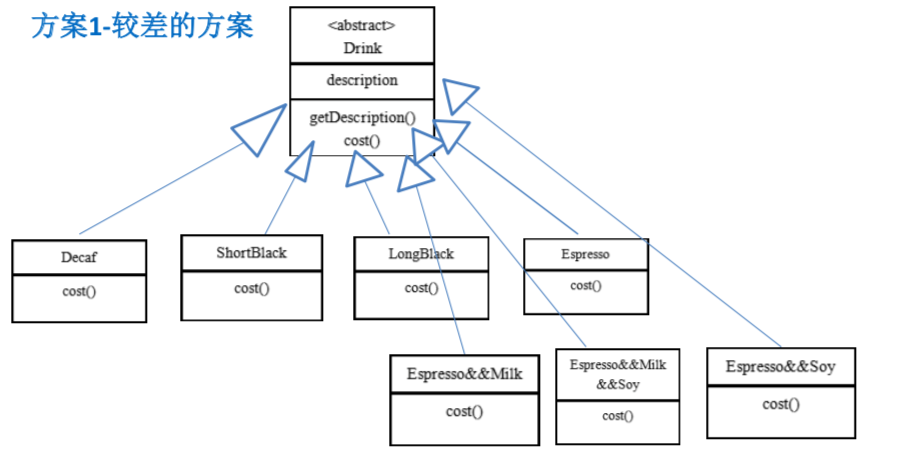 方案1-较差的方案
<abstract>
Drink
description
getDescription()
cost()
Decaf
cost()
ShortBlack
cost()
LongBlack
cost()
Espresso
cost()
Espresso&&Milk
cost()
Espresso&&Milk
&&Soy
cost()
Espresso&&Soy
cost()